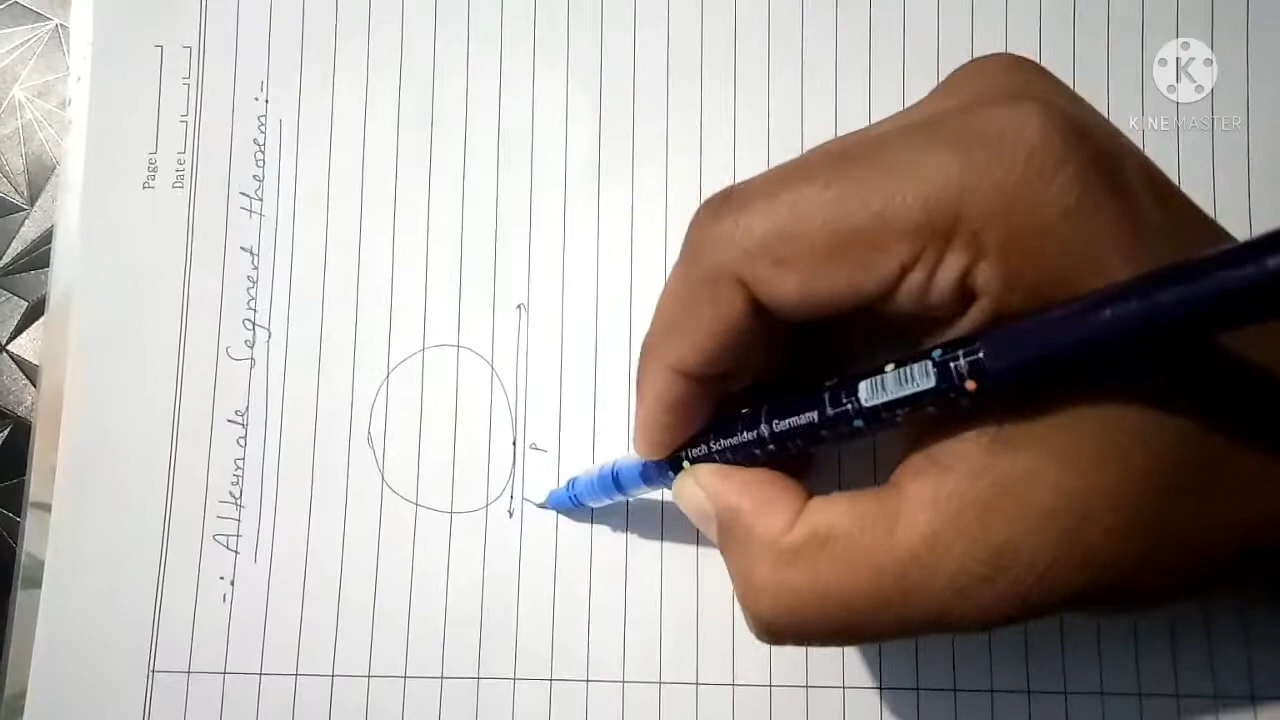 Page
Date
-: Alternate Segment theorem :-
P
Tech Schneider Germany
KINEMASTER